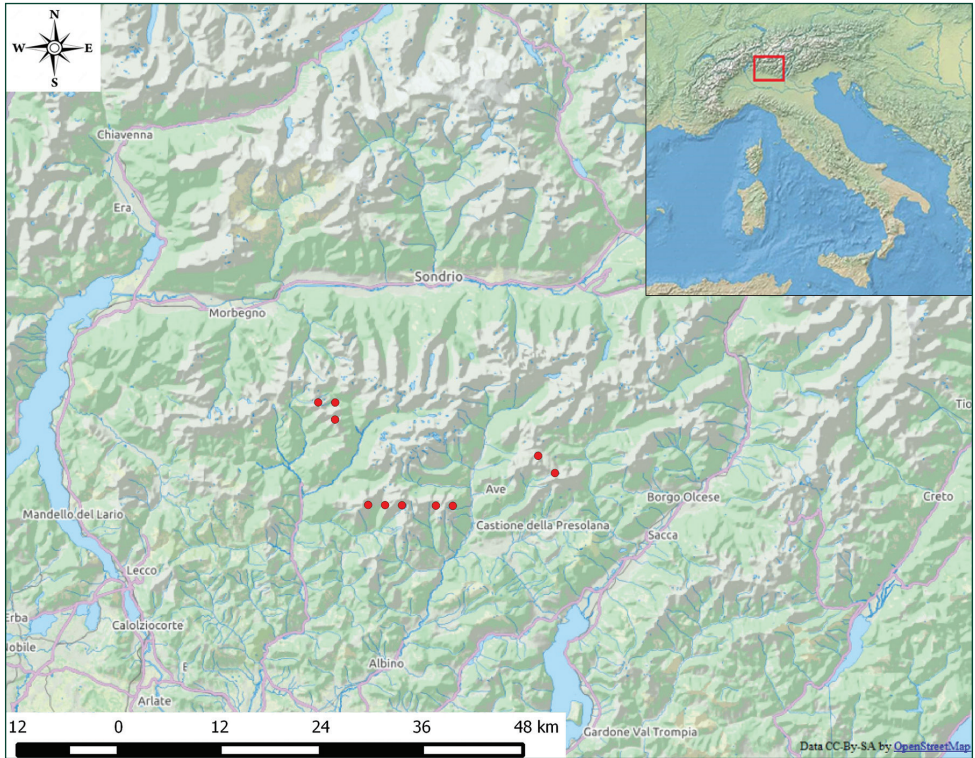 N
W E
S
Chiavenna
Era
Sondrio
Morbegno
Tio
Ave
Borgo Olcese
Creto
Mandello del Lario
Castione della Presolana
Sacca
Lecco
Erba
Calolziocorte
Nobile
E
Albino
Arlate
12 0 12 24 36 48 km
Gardone Val Trompia
Data CC-By-SA by OpenStreetMap